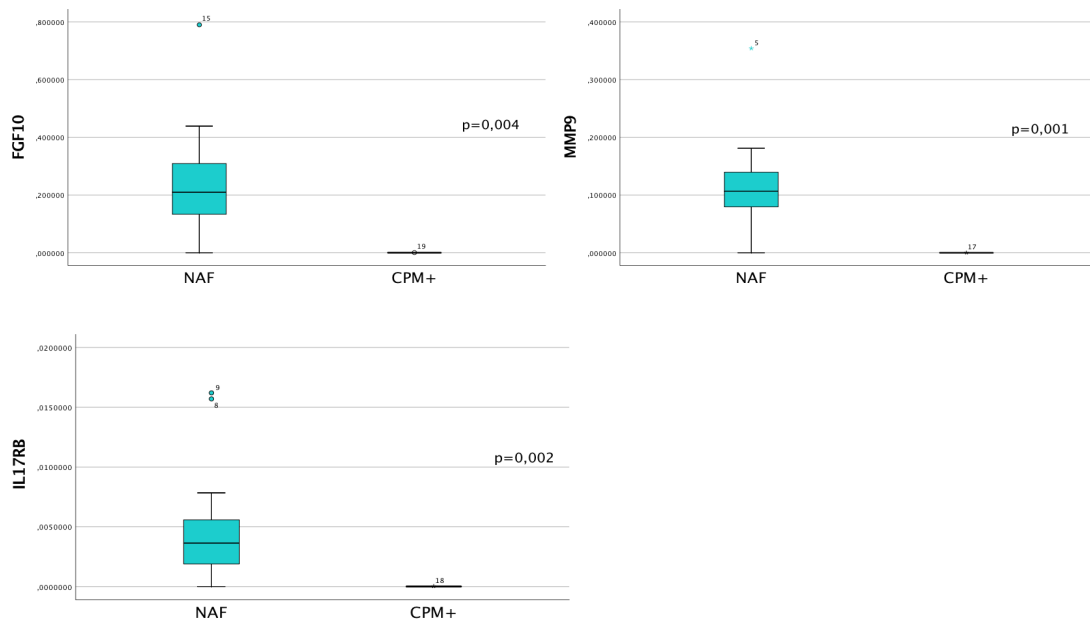 ,800000
15
,600000
FGF10
p=0,004
,400000
,200000
19
,000000
NAF
CPM+
,400000
5
,300000
MMP9
p=0,001
,200000
,100000
17
,000000
NAF
CPM+
,0200000
9
8
,0150000
IL17RB
p=0,002
,0100000
,0050000
18
,0000000
NAF
CPM+